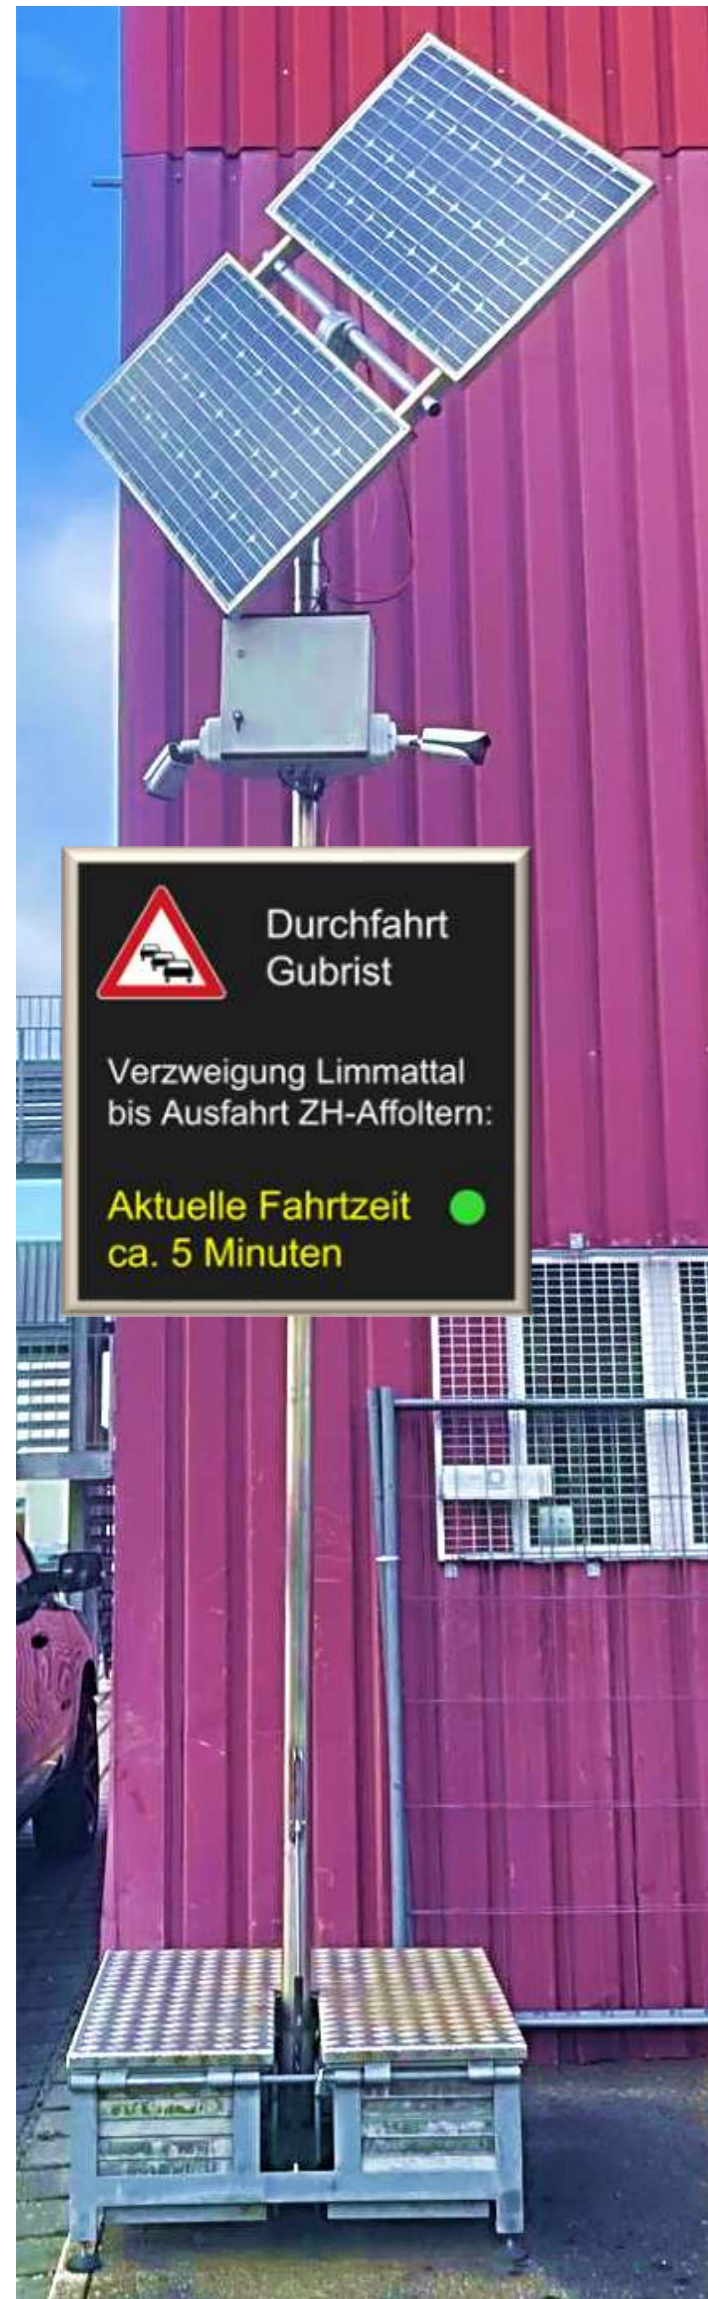 Durchfahrt
Gubrist
Verzweigung Limmattal
bis Ausfahrt ZH-Affoltern:
Aktuelle Fahrtzeit
ca. 5 Minuten